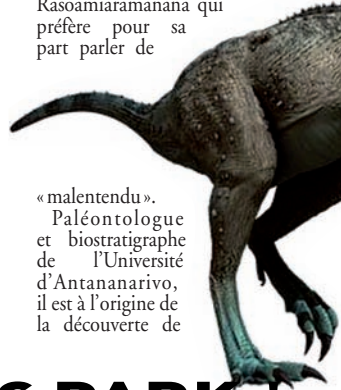 Rasoamiaramanana qui
préfère pour sa
part parler de
« malentendu ».
Paléontologue
et biostratigraphe
de l’Université
d’Antananarivo,
il est à l’origine de
la découverte de